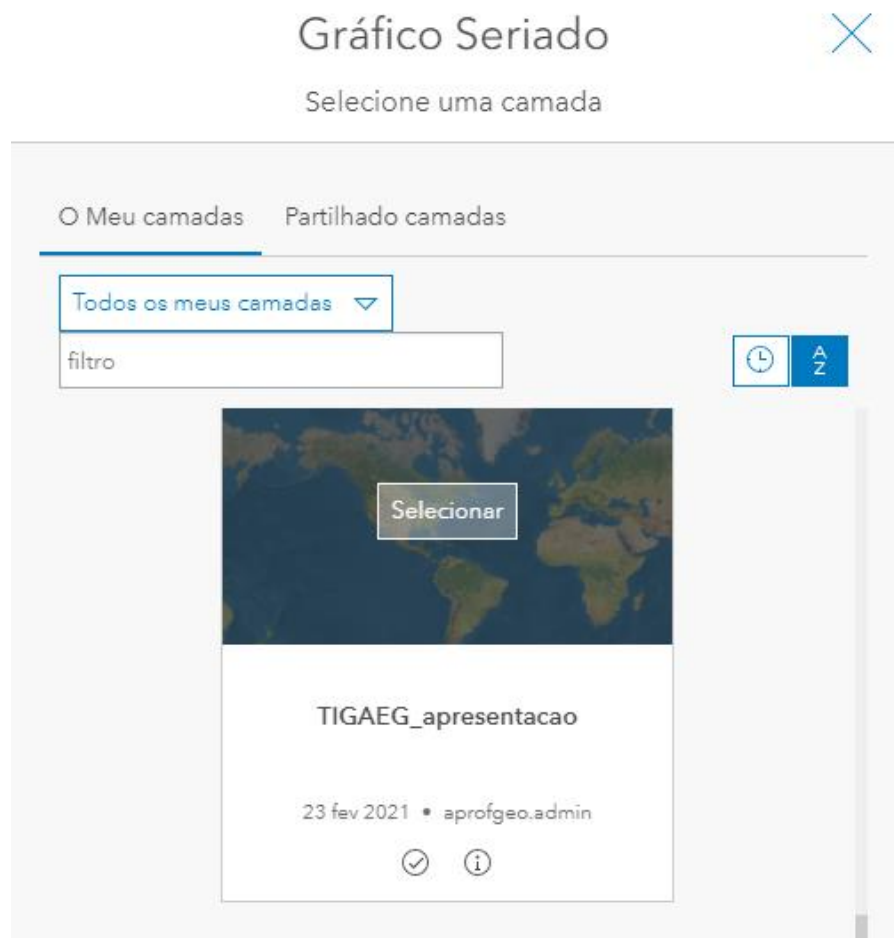 Gráfico Seriado
Selecione uma camada
O Meu camadas Partilhado camadas
Todos os meus camadas
filtro
A
Z
Selecionar
TIGAEG_apresentacao
23 fev 2021 • aprofgeo.admin